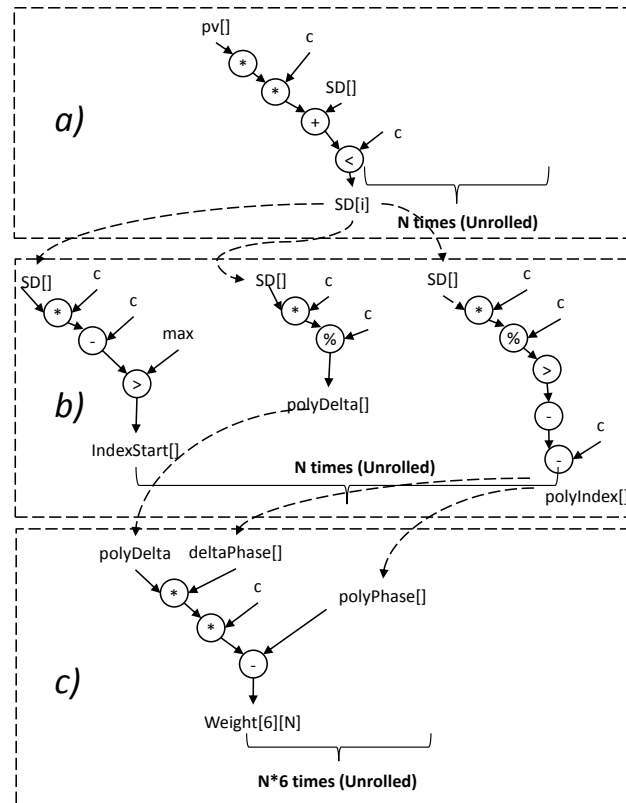 pv[]
c
*
*
SD[]
+
c
<
a)
SD[i]
N times (Unrolled)
SD[]
c
*
c
-
max
>
IndexStart[]
SD[]
c
*
c
%
polyDelta[]
SD[]
c
*
c
%
>
-
c
-
polyIndex[]
b)
N times (Unrolled)
polyDelta
deltaPhase[]
*
c
*
polyPhase[]
-
c)
Weight[6][N]
N*6 times (Unrolled)